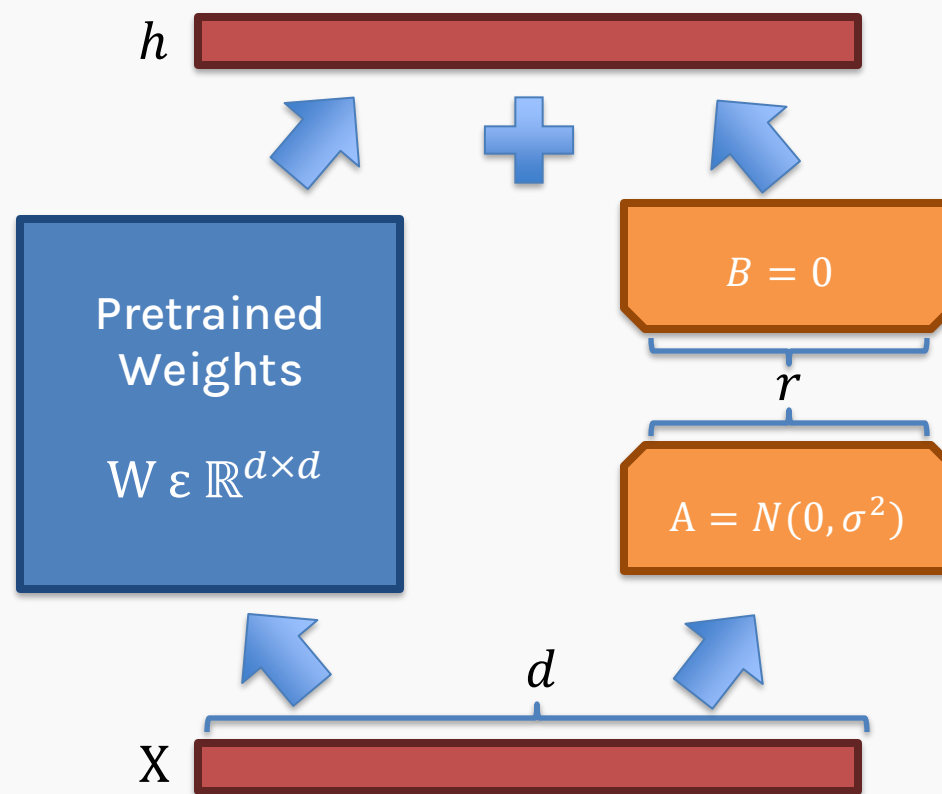 h
Pretrained
Weights
W ε ℝ^{d×d}
B = 0
r
A = N(0, σ²)
d
X